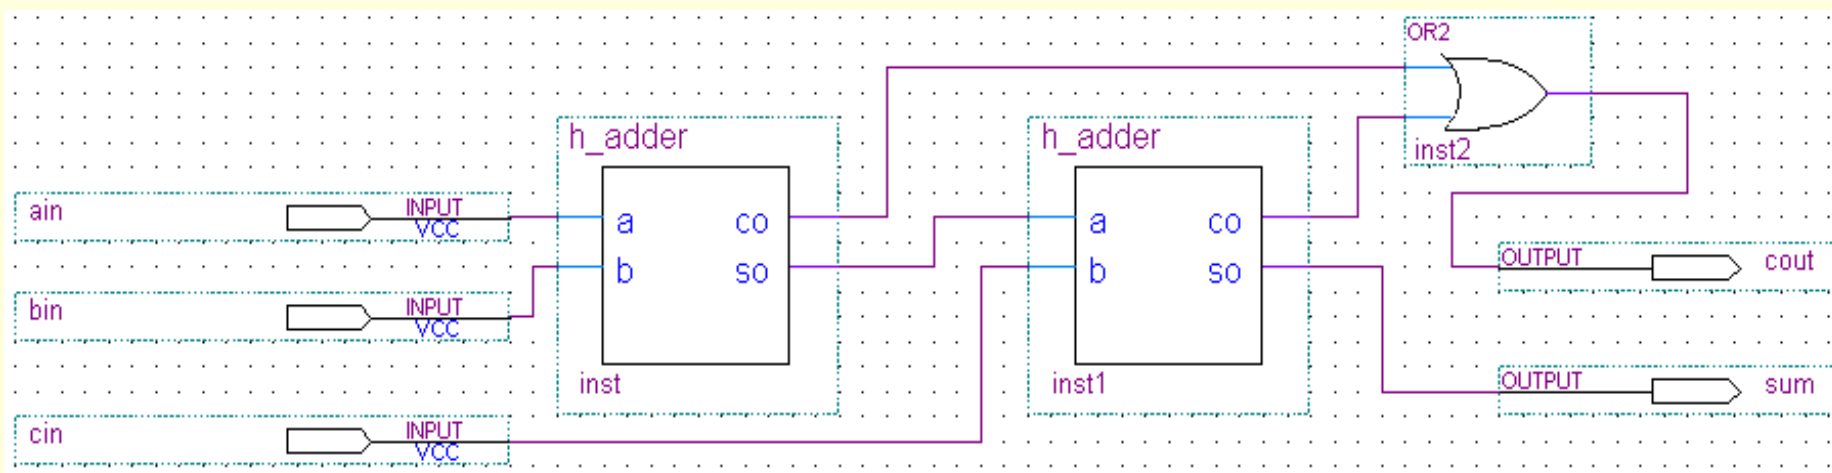 OR2
h_adder
h_adder
inst2
ain
INPUT
VCC
a
co
a
co
b
so
b
so
OUTPUT
cout
bin
INPUT
VCC
inst
inst1
OUTPUT
sum
cin
INPUT
VCC